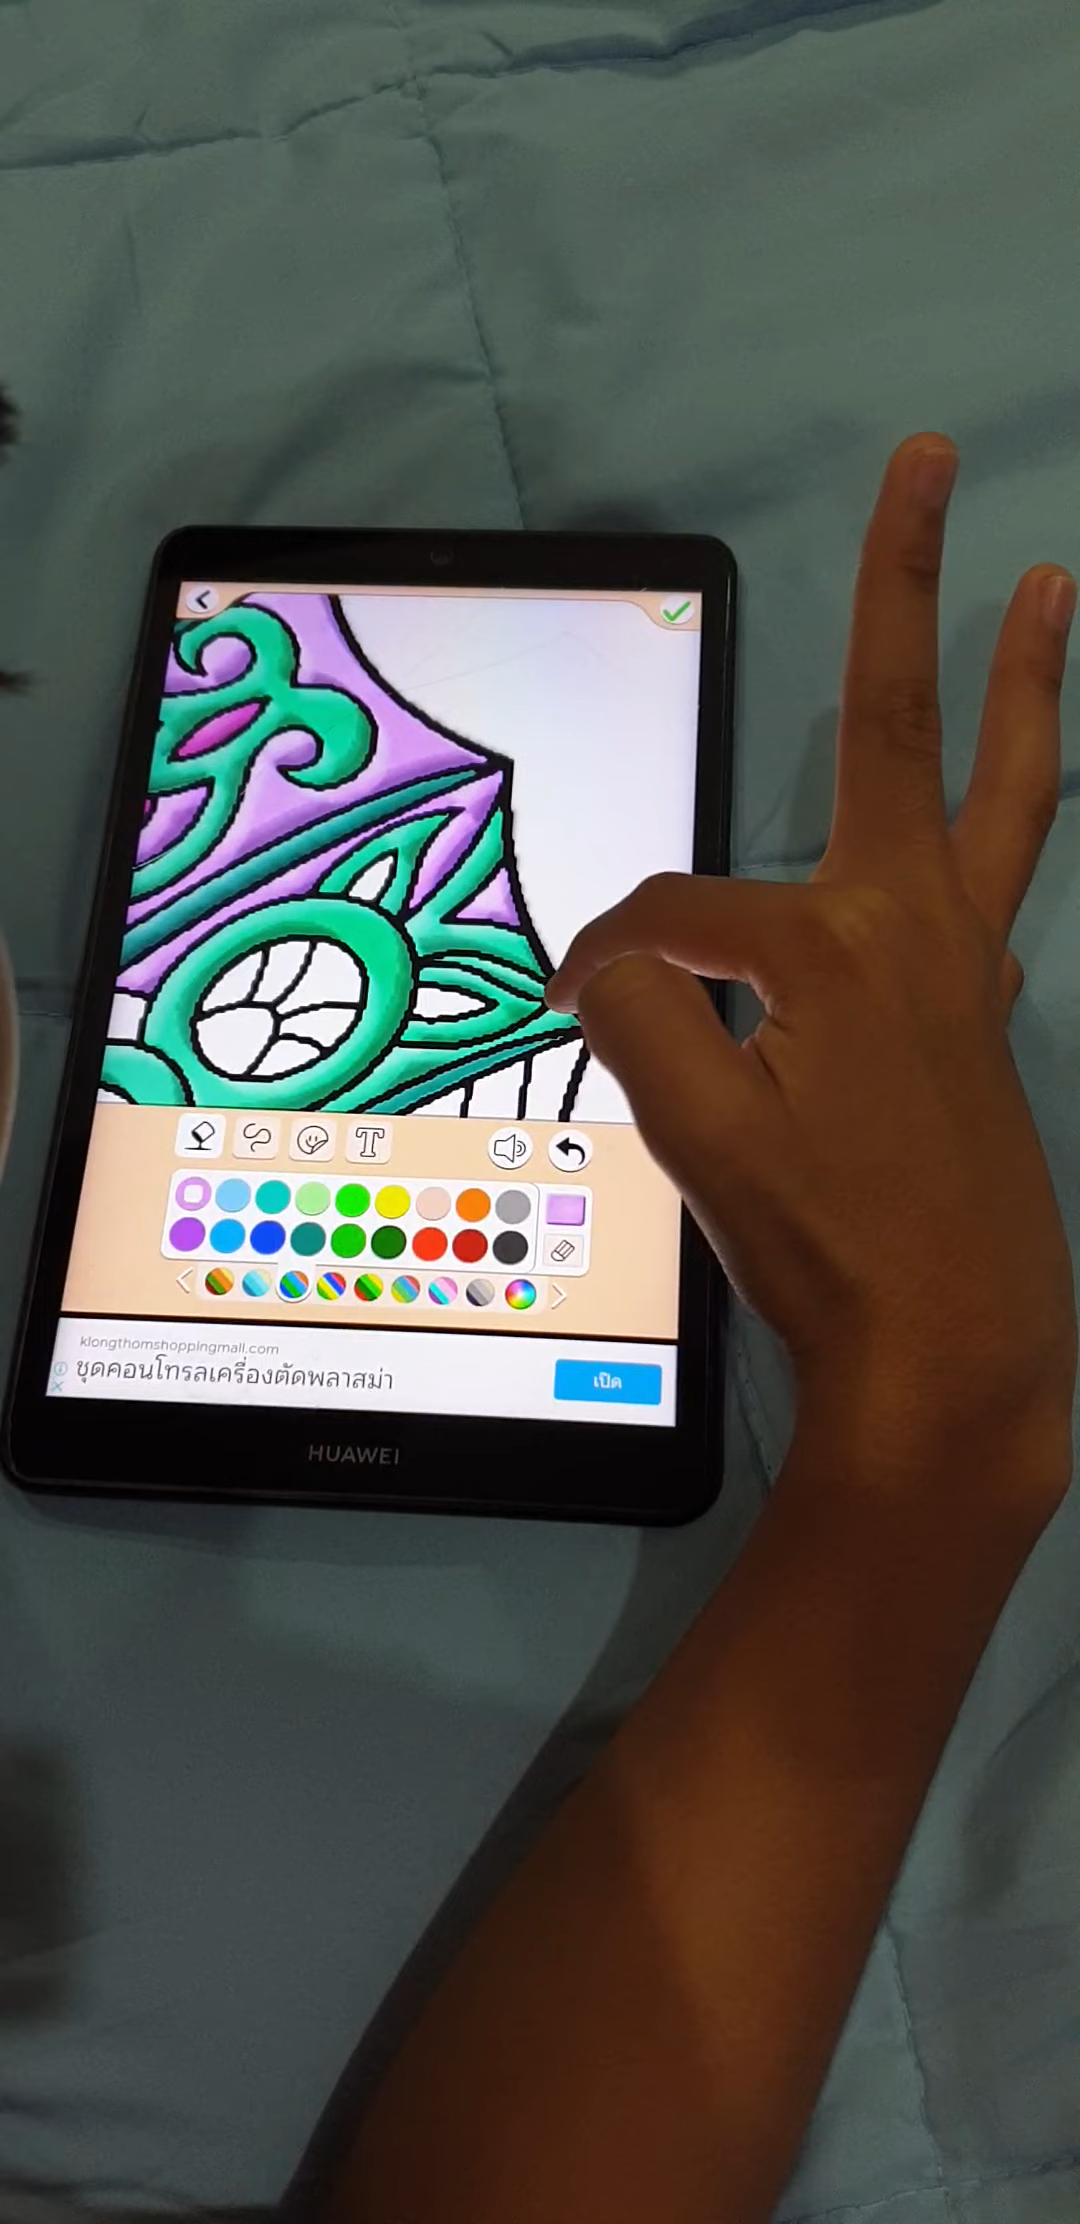 T
klongthomshoppingmall.com
ชุดคอนโทรลเครื่องตัดพลาสม่า
เปิด
HUAWEI